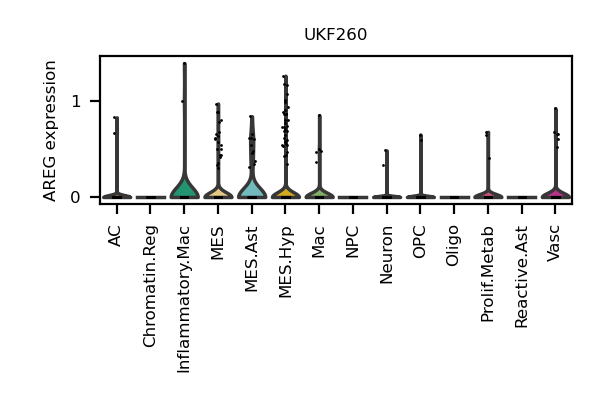 UKF260
AREG expression
1
0
AC
Chromatin.Reg
Inflammatory.Mac
MES
MES.Ast
MES.Hyp
Mac
NPC
Neuron
OPC
Oligo
Prolif.Metab
Reactive.Ast
Vasc